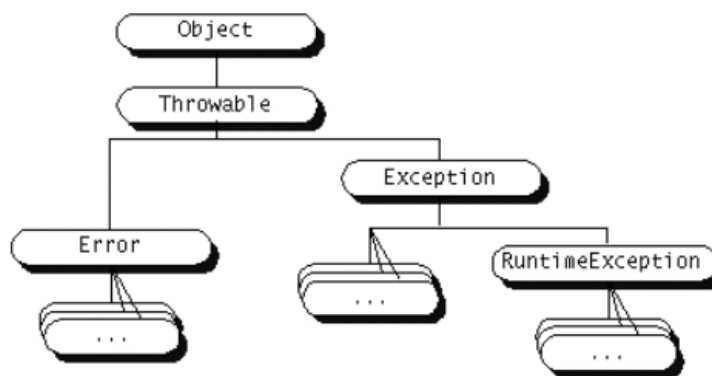 Object
Throwable
Exception
Error
RuntimeException
...
...
...